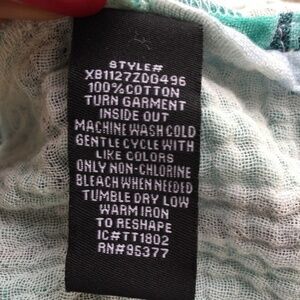 STYLE#
XB1127ZDG496
100%COTTON
TURN GARMENT
INSIDE OUT
MACHINE WASH COLD
GENTLE CYCLE WITH
LIKE COLORS
ONLY NON-CHLORINE
BLEACH WHEN NEEDED
TUMBLE DRY LOW
WARM IRON
TO RESHAPE
IC#TT1802
RN#95377